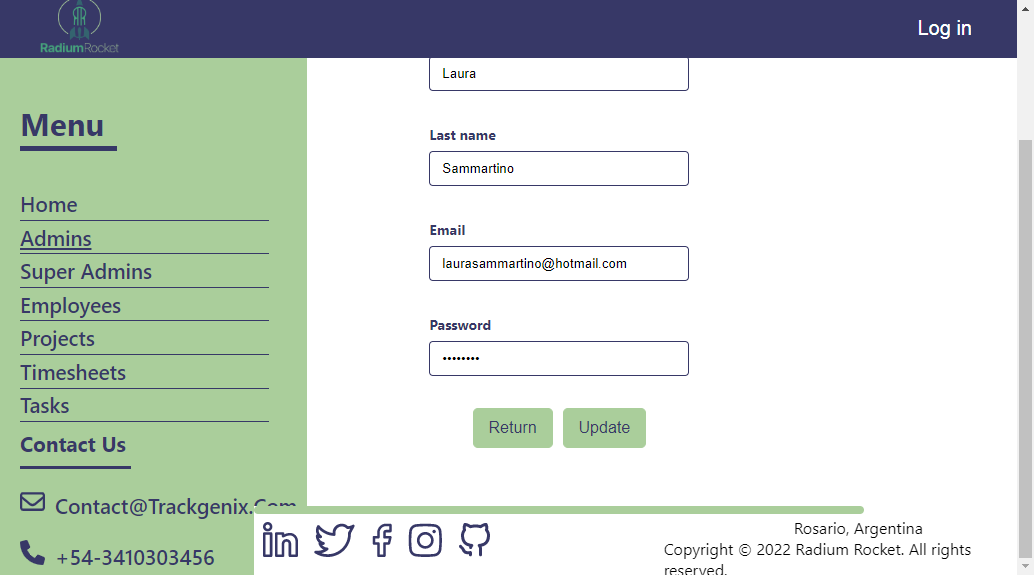 RadiumRocket
Log in
Menu
Home
Admins
Super Admins
Employees
Projects
Timesheets
Tasks
Contact Us
Contact@Trackgenix.Com
+54-3410303456
Laura
Last name
Sammartino
Email
laurasammartino@hotmail.com
Password
••••••••
Return
Update
Rosario, Argentina
Copyright © 2022 Radium Rocket. All rights
reserved.